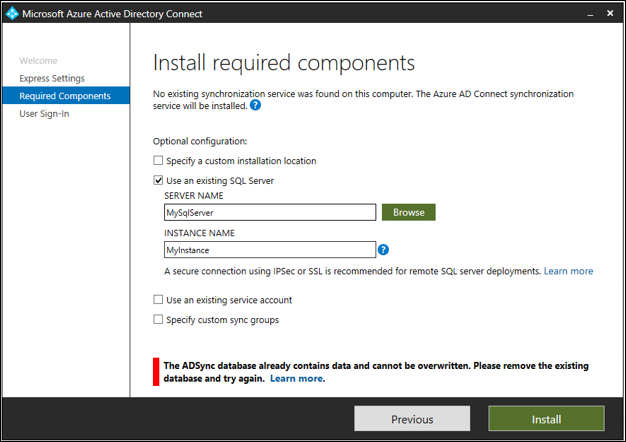 Microsoft Azure Active Directory Connect
Welcome
Express Settings
Required Components
User Sign-In
Install required components
No existing synchronization service was found on this computer. The Azure AD Connect synchronization
service will be installed. ?
Optional configuration:
Specify a custom installation location
Use an existing SQL Server
SERVER NAME
MySqlServer
Browse
INSTANCE NAME
MyInstance
?
A secure connection using IPSec or SSL is recommended for remote SQL server deployments. Learn more
Use an existing service account
Specify custom sync groups
The ADSync database already contains data and cannot be overwritten. Please remove the existing
database and try again. Learn more.
Previous
Install